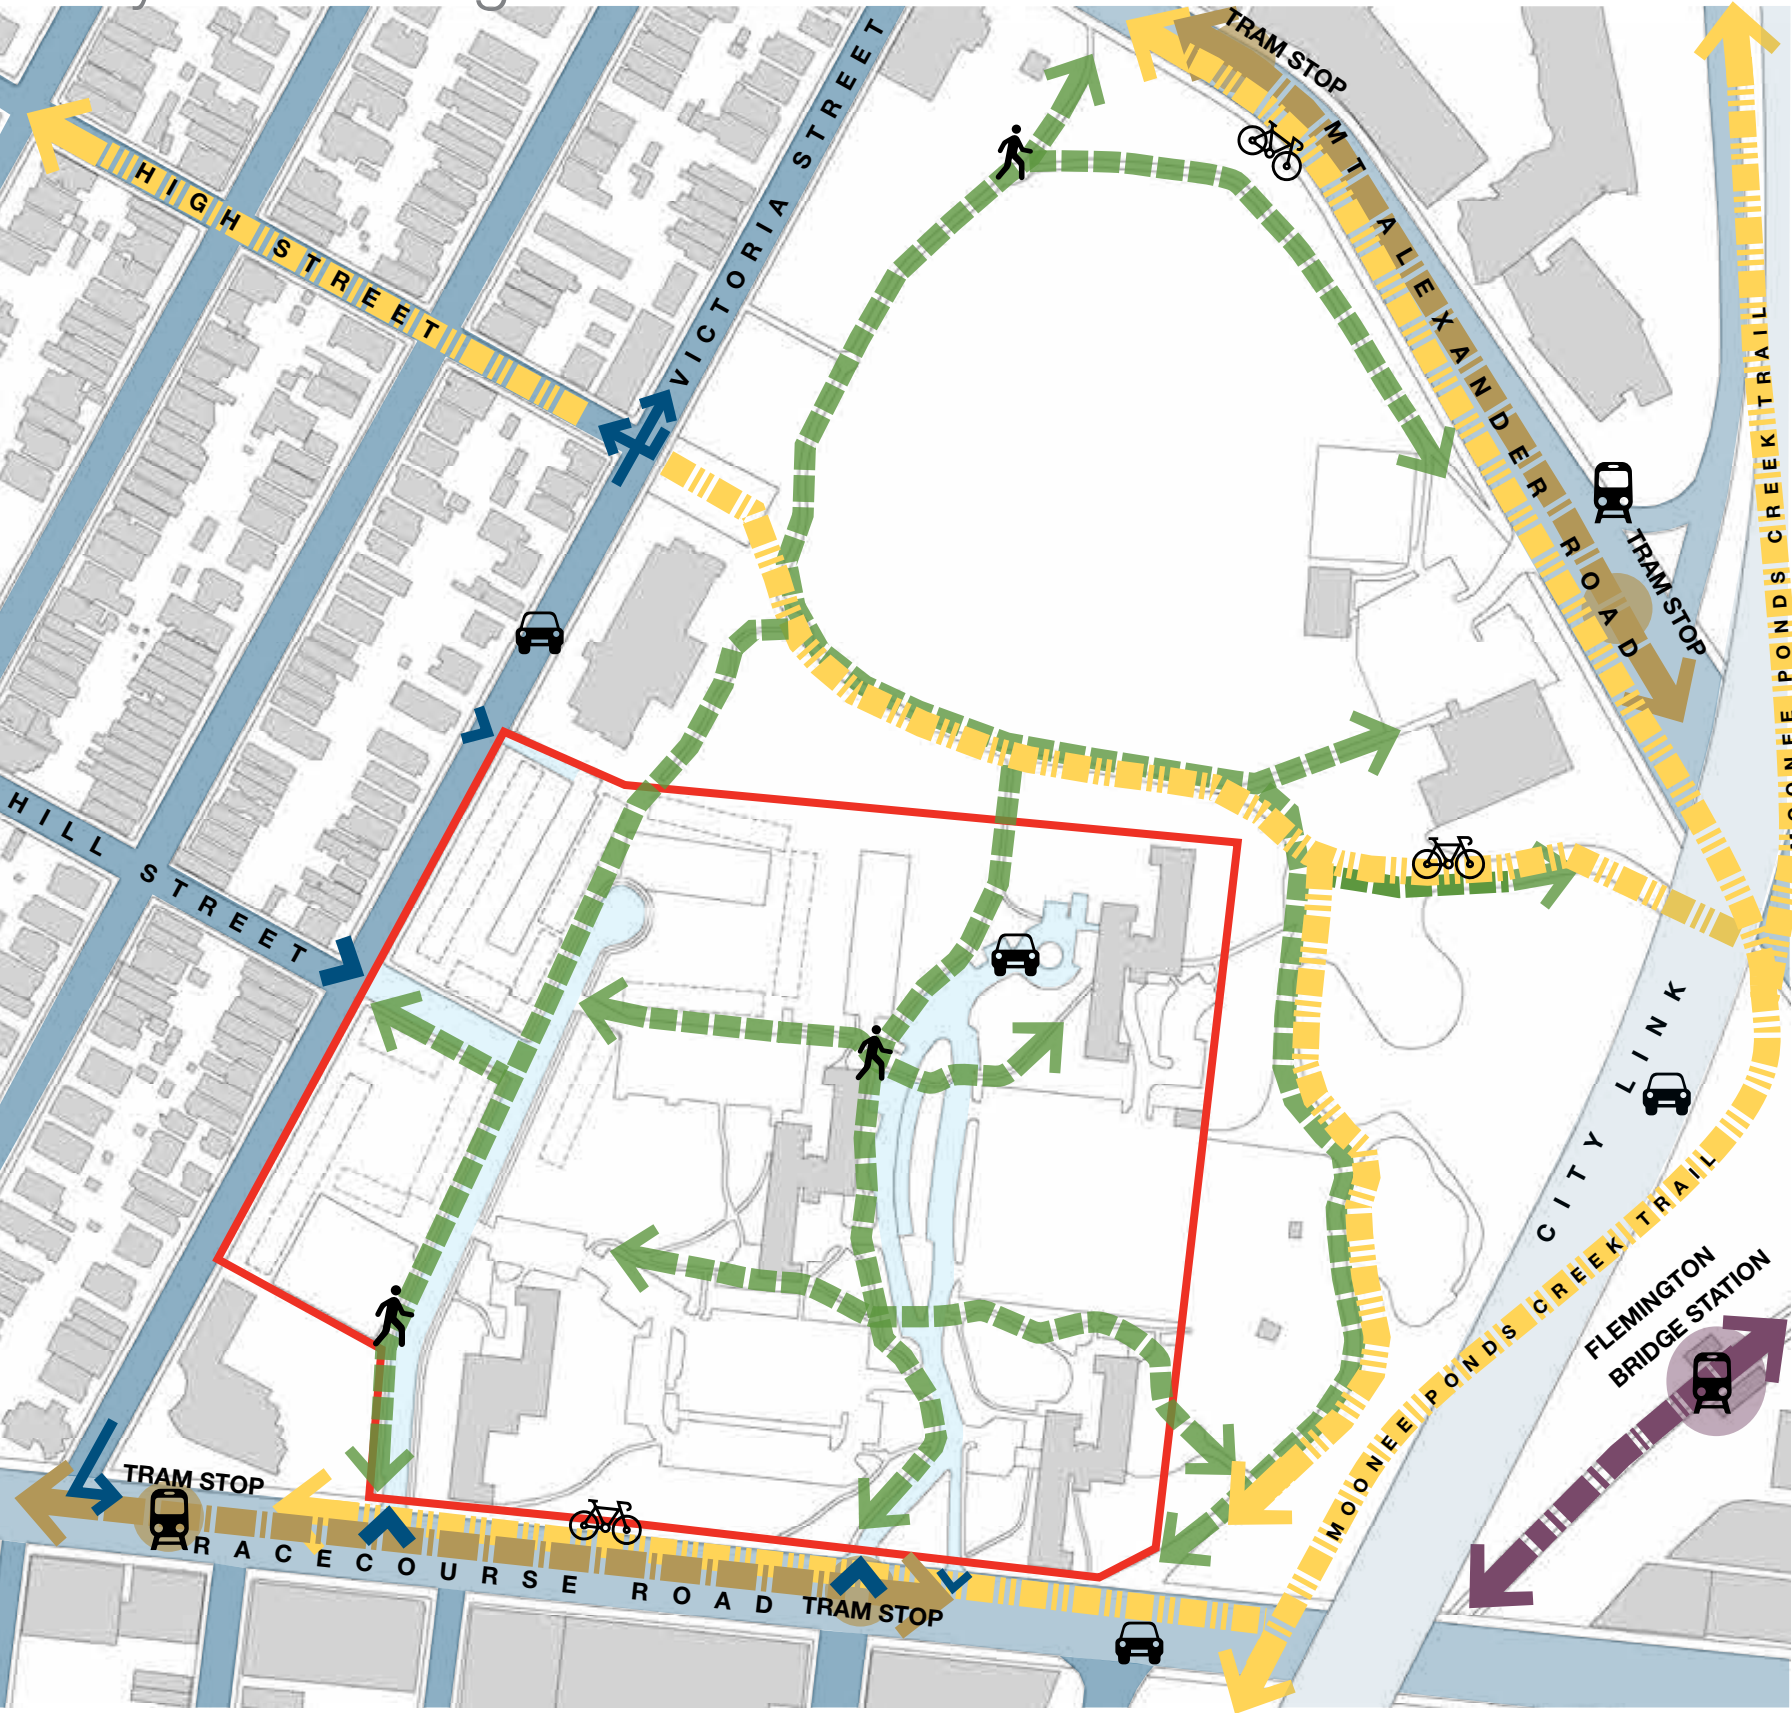 TRAM STOP
HIGH STREET
VICTORIA STREET
MT ALEXANDER ROAD
TRAM STOP
MOONEE PONDS CREEK TRAIL
HILL STREET
CITY LINK
MOONEE PONDS CREEK TRAIL
FLEMINGTON
BRIDGE STATION
TRAM STOP
RACECOURSE ROAD
TRAM STOP